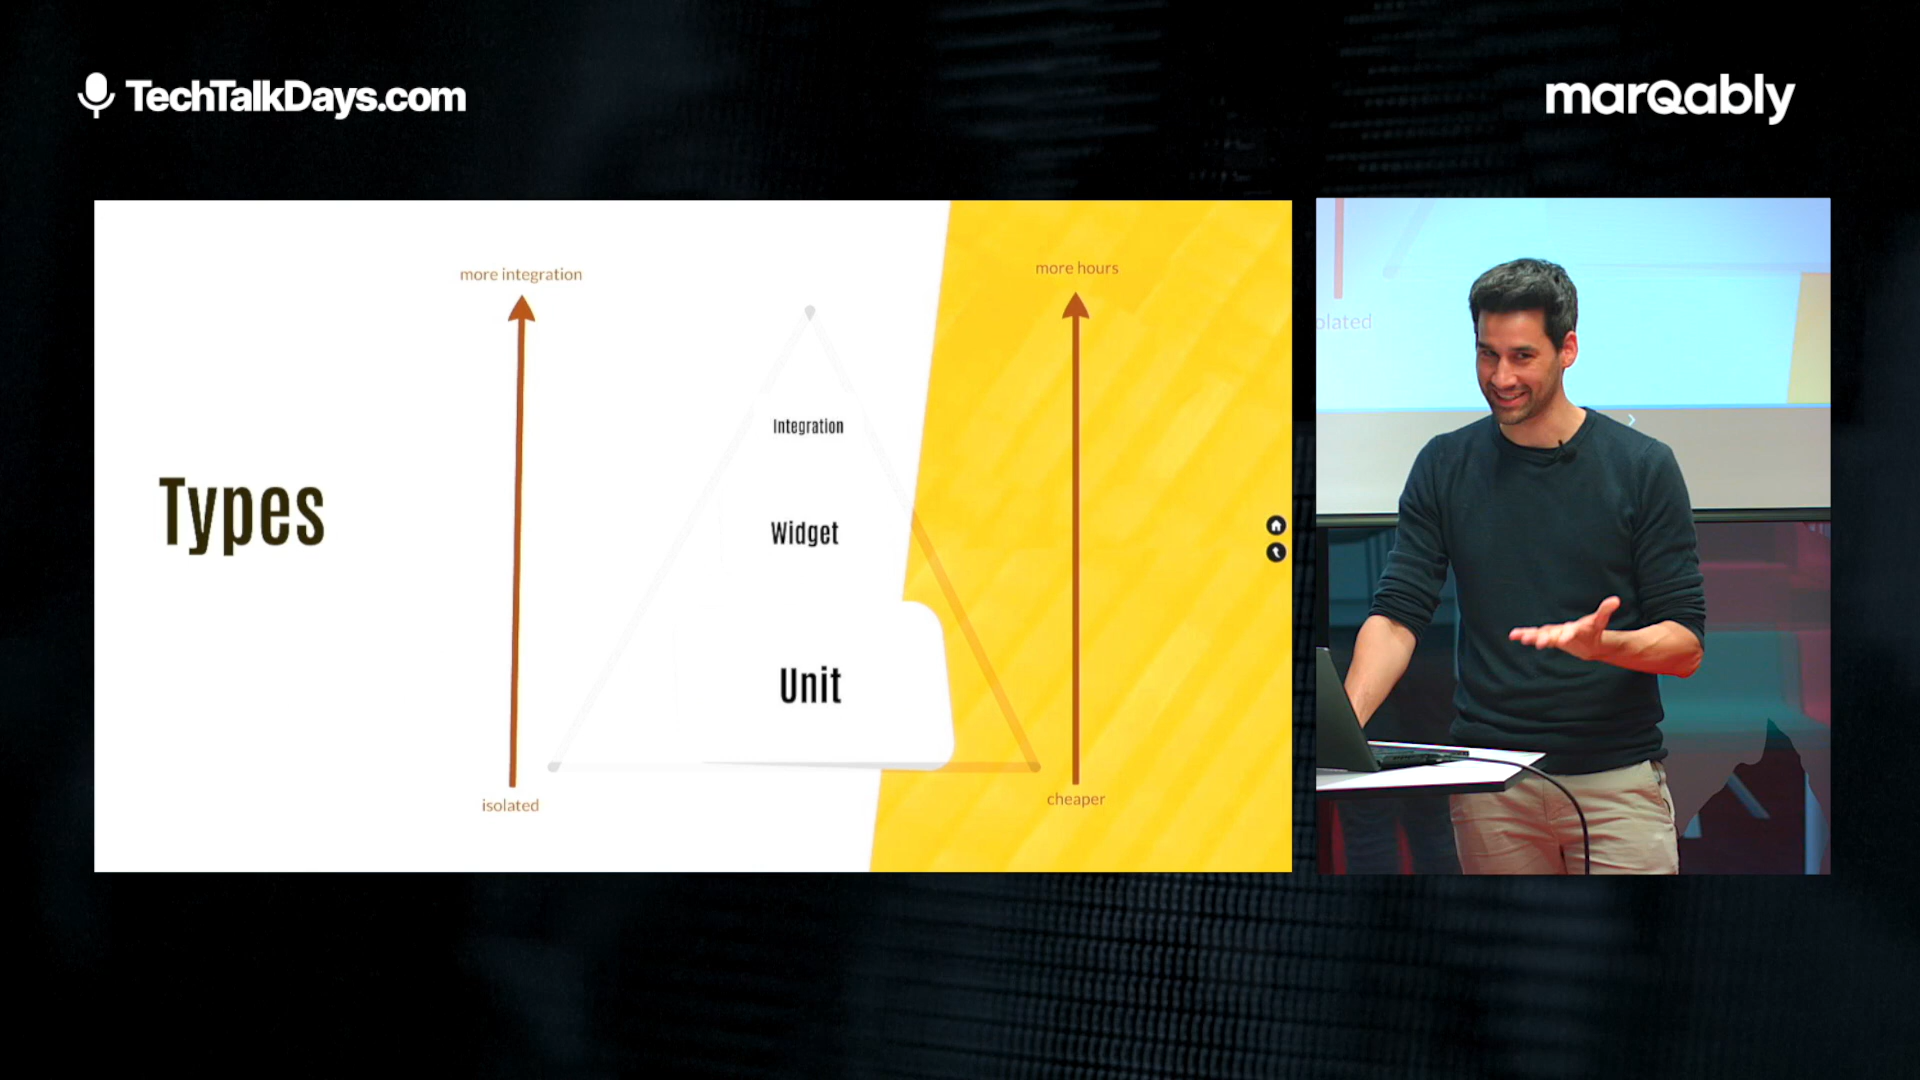 TechTalkDays.com
marQably
more integration
more hours
Integration
Types
Widget
Unit
isolated
cheaper
olated